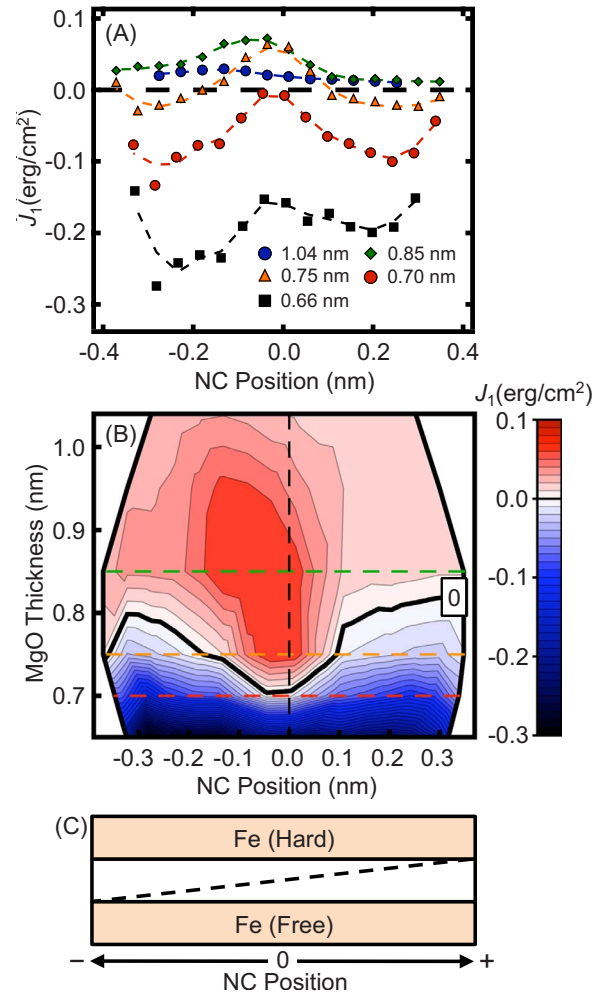 (A)
0.1
0.0
-0.1
-0.2
-0.3
J₁(erg/cm²)
1.04 nm
0.85 nm
0.75 nm
0.70 nm
0.66 nm
-0.4
-0.2
0.0
0.2
0.4
NC Position (nm)
J₁(erg/cm²)
(B)
1.0
0.9
0.8
0.7
MgO Thickness (nm)
0
0.1
0.0
-0.1
-0.2
-0.3
-0.3
-0.1
0.0
0.1
0.3
NC Position (nm)
(C)
Fe (Hard)
Fe (Free)
− 0 +
NC Position